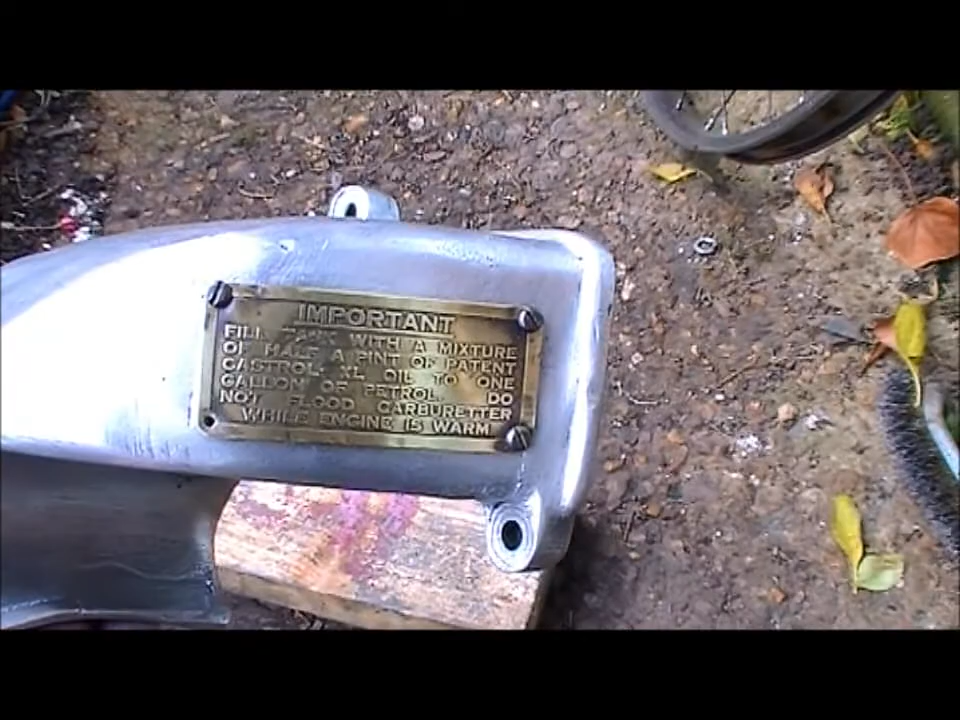 IMPORTANT
FILL TANK WITH A MIXTURE
OF HALF A PINT OF PATENT
CASTROL XL OIL TO ONE
GALLON OF PETROL. DO
NOT FLOOD CARBURETTER
WHILE ENGINE IS WARM